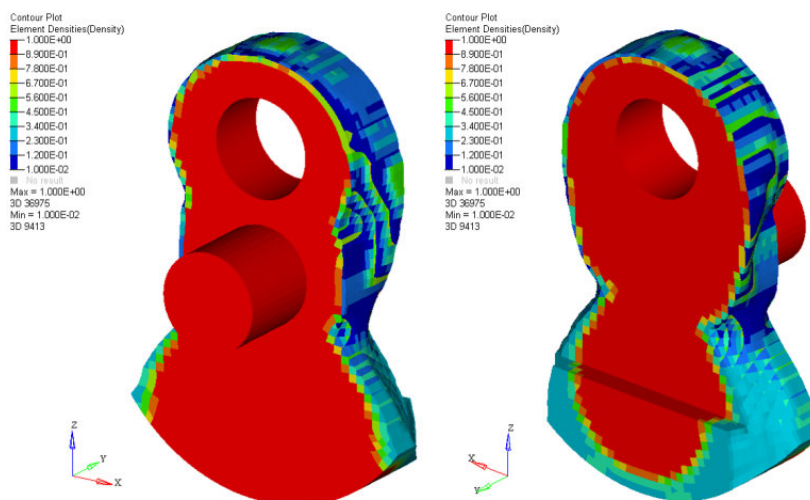 Contour Plot
Element Densities(Density)
1.000E+00
8.900E-01
7.800E-01
6.700E-01
5.600E-01
4.500E-01
3.400E-01
2.300E-01
1.200E-01
1.000E-02
No result
Max = 1.000E+00
3D 36975
Min = 1.000E-02
3D 9413
Z
Y
X
Contour Plot
Element Densities(Density)
1.000E+00
8.900E-01
7.800E-01
6.700E-01
5.600E-01
4.500E-01
3.400E-01
2.300E-01
1.200E-01
1.000E-02
No result
Max = 1.000E+00
3D 36975
Min = 1.000E-02
3D 9413
Z
X
Y